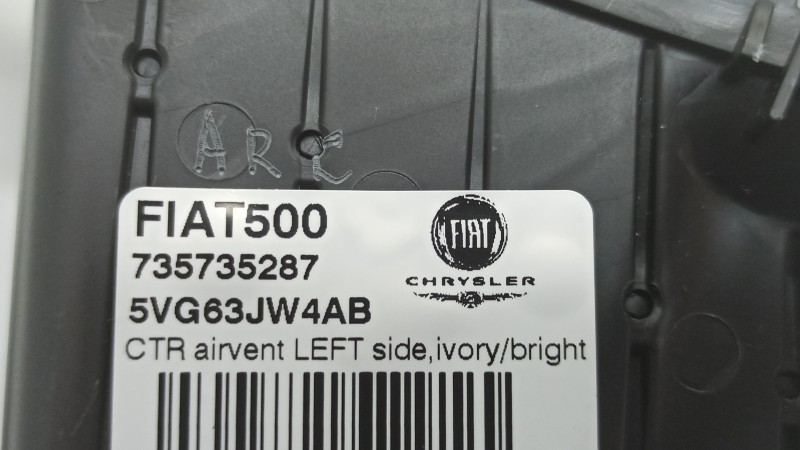 ARC
FIAT500
735735287
5VG63JW4AB
CTR airvent LEFT side,ivory/bright
FIAT
CHRYSLER